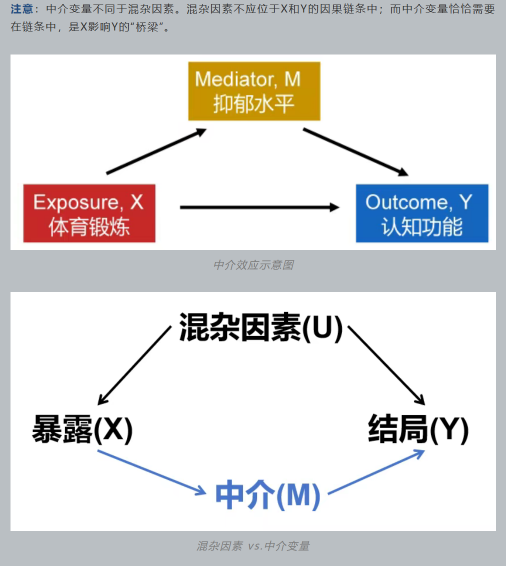 注意：中介变量不同于混杂因素。混杂因素不应位于X和Y的因果链条中；而中介变量恰恰需要
在链条中，是X影响Y的“桥梁”。
Mediator, M
抑郁水平
Exposure, X
体育锻炼
Outcome, Y
认知功能
中介效应示意图
混杂因素(U)
暴露(X)
结局(Y)
中介(M)
混杂因素 vs.中介变量